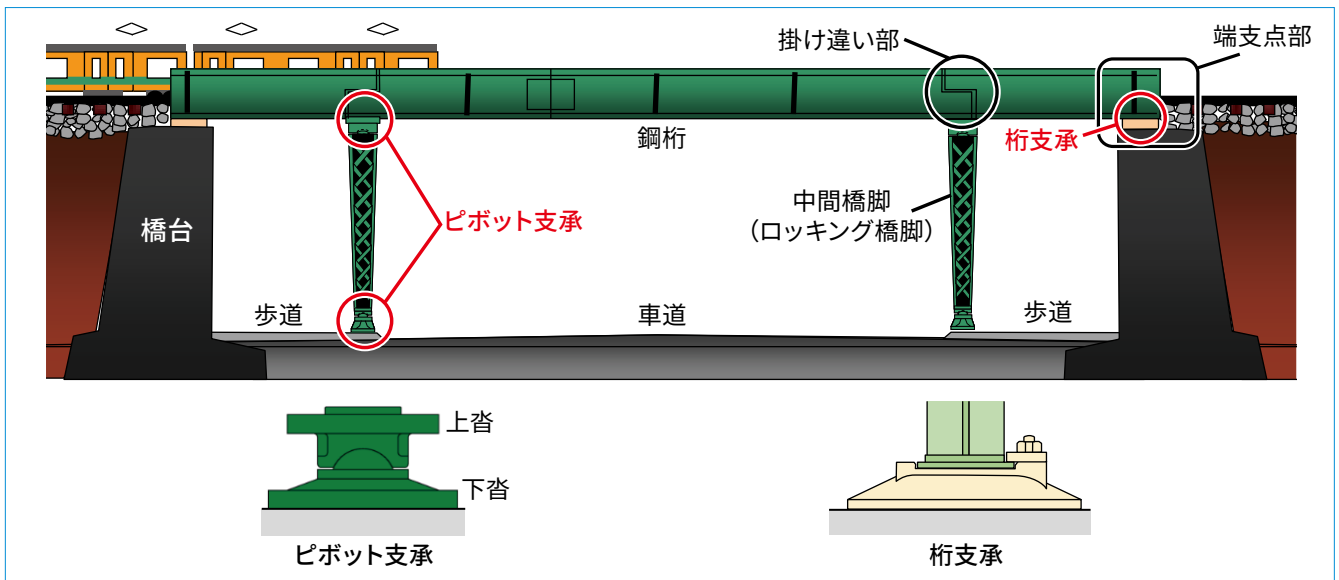 掛け違い部
端支点部
鋼桁
桁支承
中間橋脚
（ロッキング橋脚）
ピボット支承
橋台
歩道
車道
歩道
上沓
下沓
ピボット支承
桁支承